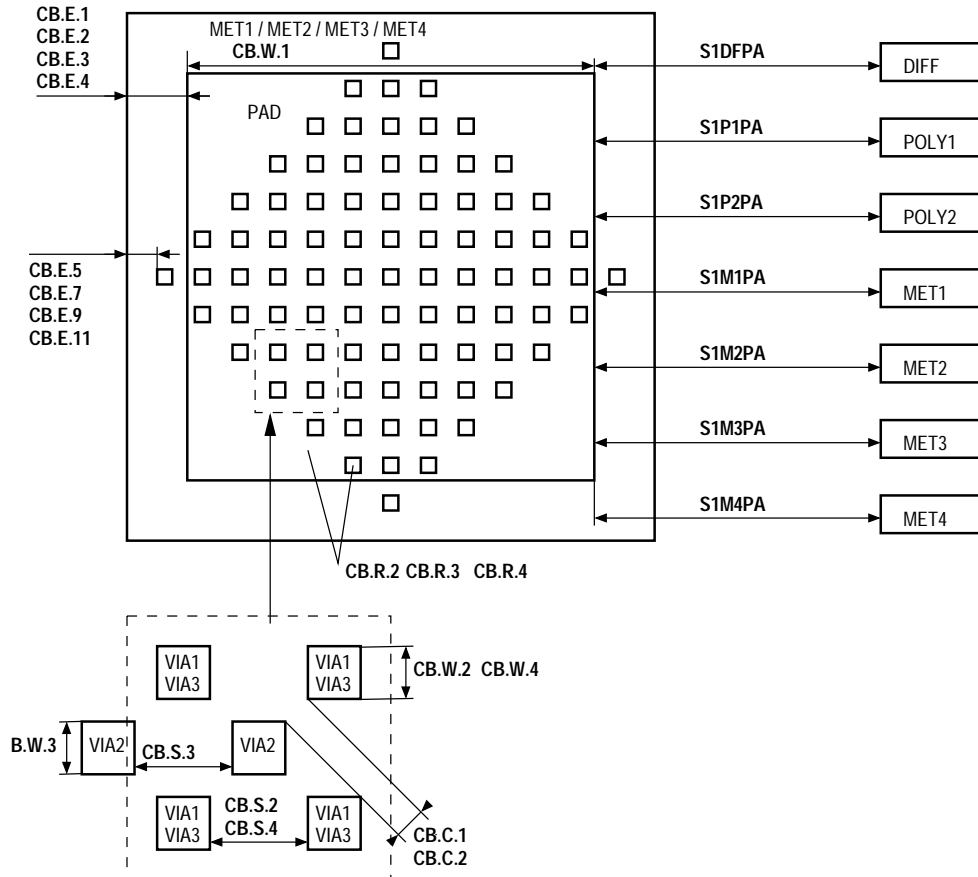 CB.E.1
CB.E.2
CB.E.3
CB.E.4
MET1 / MET2 / MET3 / MET4
CB.W.1
PAD
S1DFPA
DIFF
S1P1PA
POLY1
S1P2PA
POLY2
CB.E.5
CB.E.7
CB.E.9
CB.E.11
S1M1PA
MET1
S1M2PA
MET2
S1M3PA
MET3
S1M4PA
MET4
CB.R.2 CB.R.3 CB.R.4
VIA1
VIA3
VIA1
VIA3
CB.W.2 CB.W.4
B.W.3
VIA2
CB.S.3
VIA2
VIA1
VIA3
CB.S.2
CB.S.4
VIA1
VIA3
CB.C.1
CB.C.2